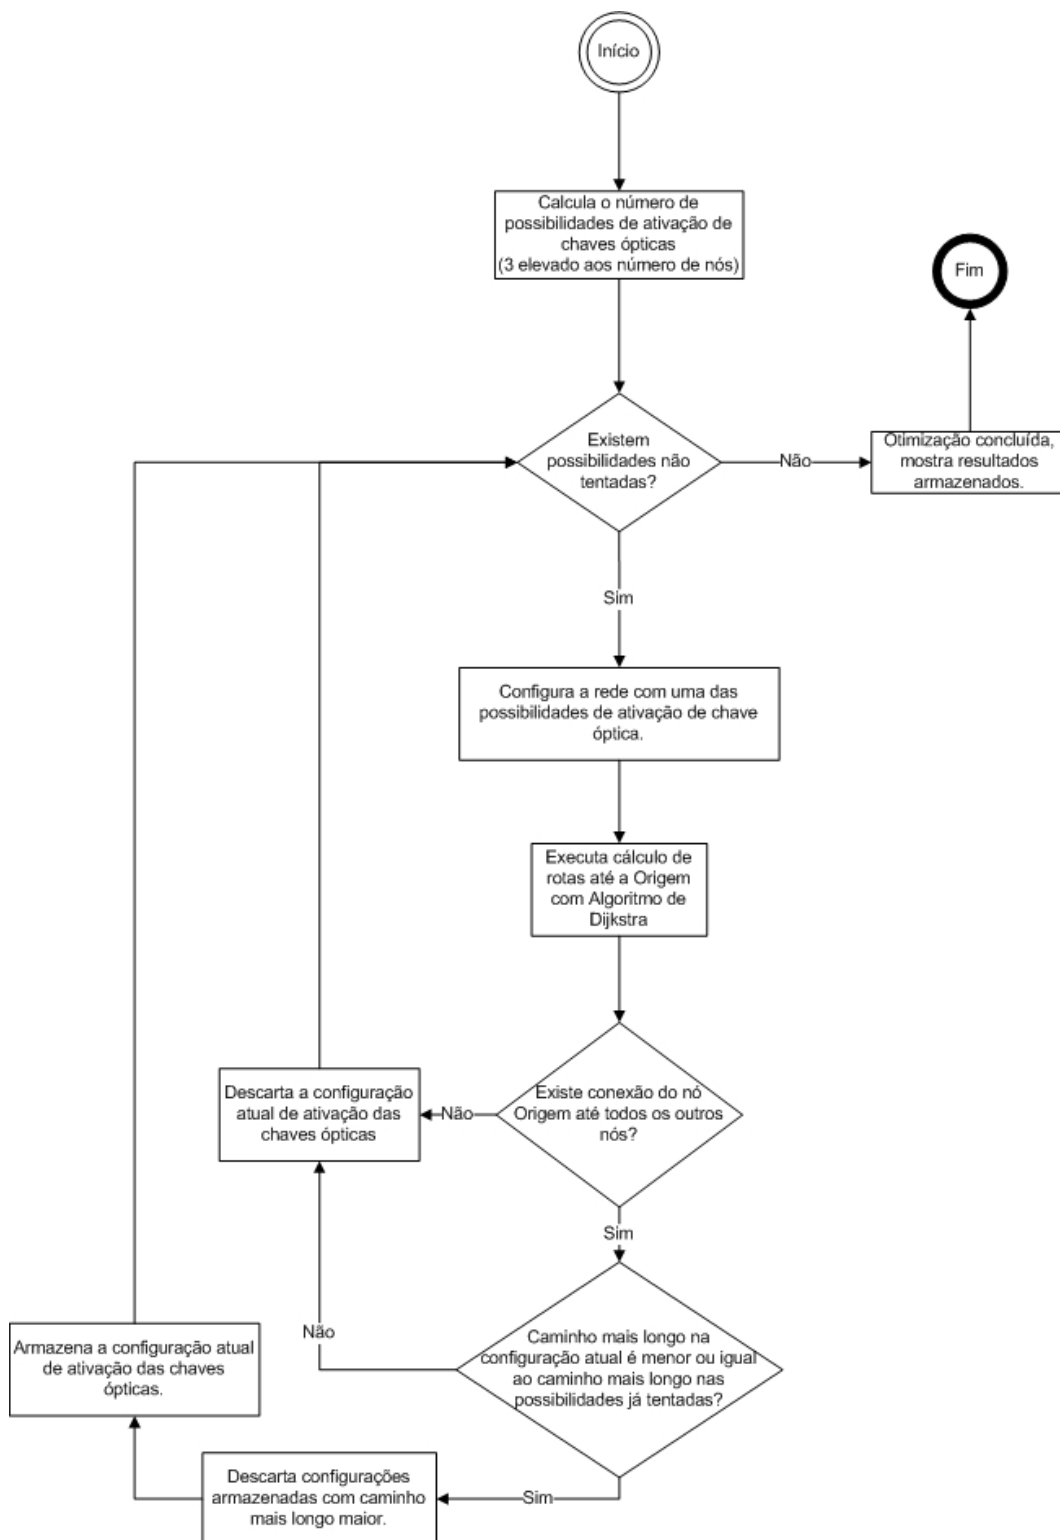 Início
Calcula o número de
possibilidades de ativação de
chaves ópticas
(3 elevado aos número de nós)
Fim
Existem
possibilidades não
tentadas?
Não
Otimização concluída,
mostra resultados
armazenados.
Sim
Configura a rede com uma das
possibilidades de ativação de chave
óptica.
Executa cálculo de
rotas até a Origem
com Algoritmo de
Dijkstra
Existe conexão do nó
Origem até todos os outros
nós?
Não
Descarta a configuração
atual de ativação das
chaves ópticas
Sim
Caminho mais longo na
configuração atual é menor ou igual
ao caminho mais longo nas
possibilidades já tentadas?
Não
Armazena a configuração atual
de ativação das chaves
ópticas.
Sim
Descarta configurações
armazenadas com caminho
mais longo maior.